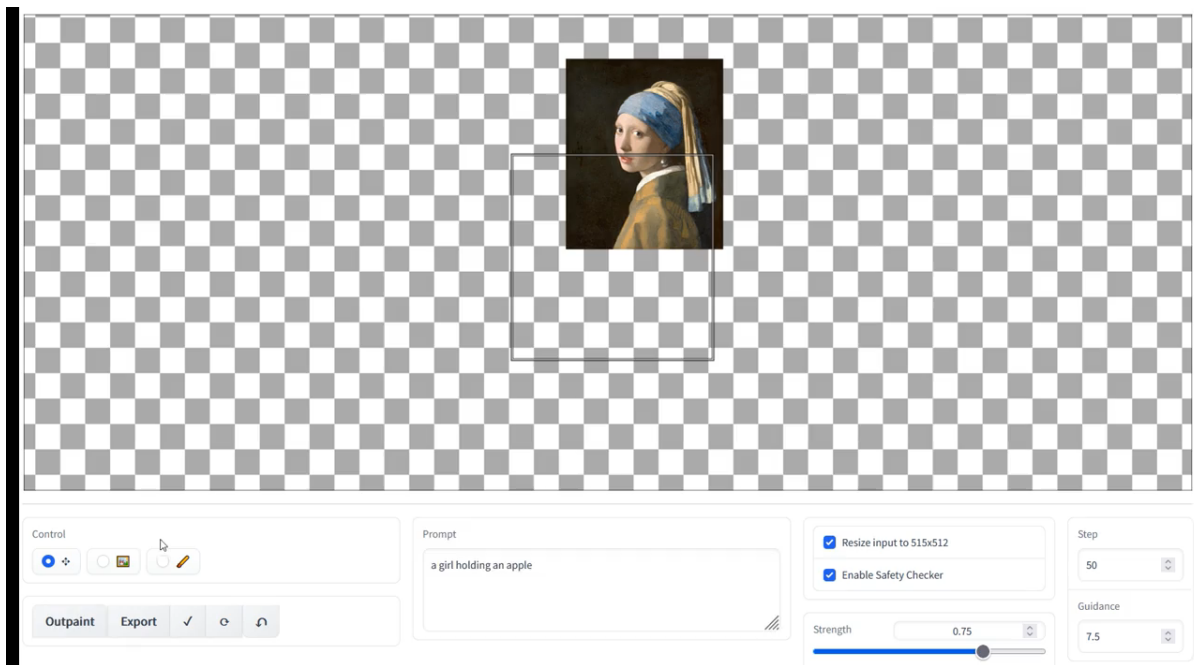 Control
Outpaint
Export
Prompt
a girl holding an apple
Resize input to 515x512
Enable Safety Checker
Strength
0.75
Step
50
Guidance
7.5